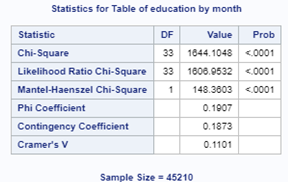 Statistics for Table of education by month
Statistic DF Value Prob
Chi-Square 33 1644.1048 <.0001
Likelihood Ratio Chi-Square 33 1606.9532 <.0001
Mantel-Haenszel Chi-Square 1 148.3603 <.0001
Phi Coefficient 0.1907
Contingency Coefficient 0.1873
Cramer's V 0.1101
Sample Size = 45210